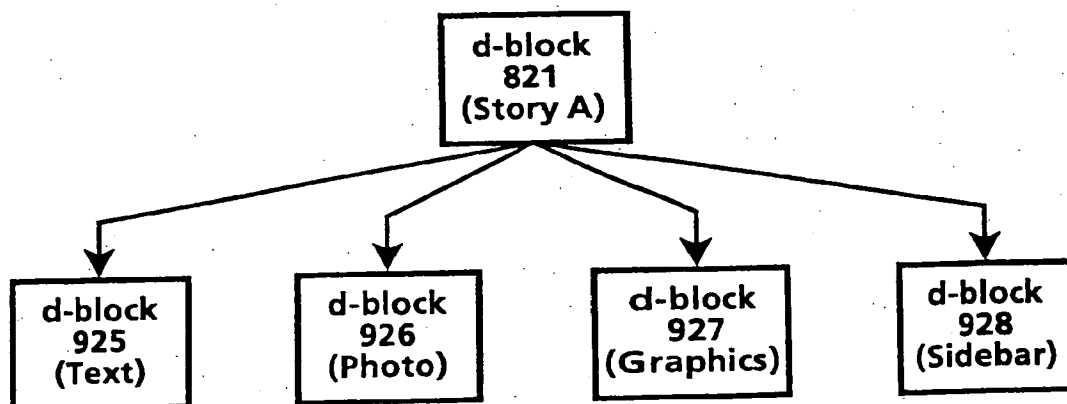 d-block
821
(Story A)
d-block
925
(Text)
d-block
926
(Photo)
d-block
927
(Graphics)
d-block
928
(Sidebar)